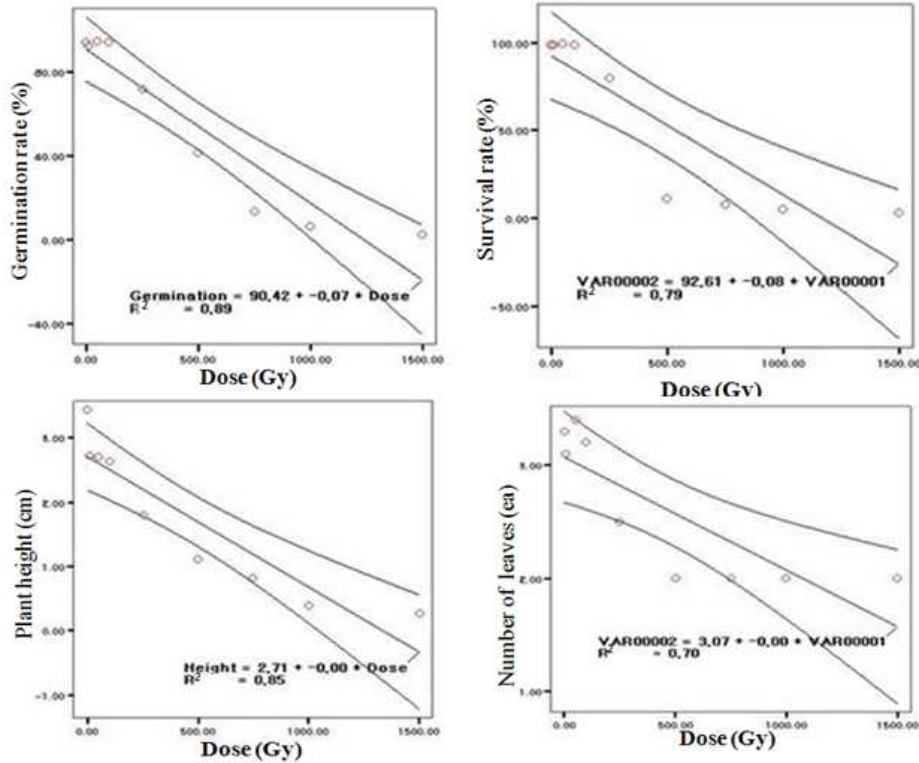 Germination rate (%)
80.00
40.00
0.00
-40.00
Germination = 90.42 + -0.07 * Dose
R² = 0.89
0.00 500.00 1000.00 1500.00
Dose (Gy)
Survival rate (%)
100.00
50.00
0.00
-50.00
VAR00002 = 92.61 + -0.08 * VAR00001
R² = 0.79
0.00 500.00 1000.00 1500.00
Dose (Gy)
Plant height (cm)
3.00
2.00
1.00
0.00
-1.00
Height = 2.71 + -0.00 * Dose
R² = 0.85
0.00 500.00 1000.00 1500.00
Dose (Gy)
Number of leaves (ea)
3.00
2.00
1.00
VAR00002 = 3.07 + -0.00 * VAR00001
R² = 0.70
0.00 500.00 1000.00 1500.00
Dose (Gy)